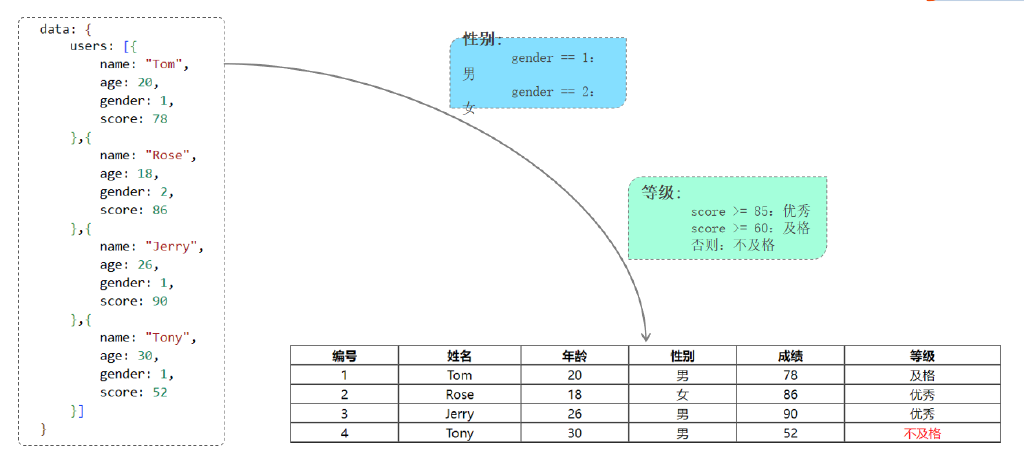 data: {
users: [{
name: "Tom",
age: 20,
gender: 1,
score: 78
},{
name: "Rose",
age: 18,
gender: 2,
score: 86
},{
name: "Jerry",
age: 26,
gender: 1,
score: 90
},{
name: "Tony",
age: 30,
gender: 1,
score: 52
}]
}
性别:
gender == 1:
男
gender == 2:
女
等级:
score >= 85: 优秀
score >= 60: 及格
否则: 不及格
编号 姓名 年龄 性别 成绩 等级
1 Tom 20 男 78 及格
2 Rose 18 女 86 优秀
3 Jerry 26 男 90 优秀
4 Tony 30 男 52 不及格